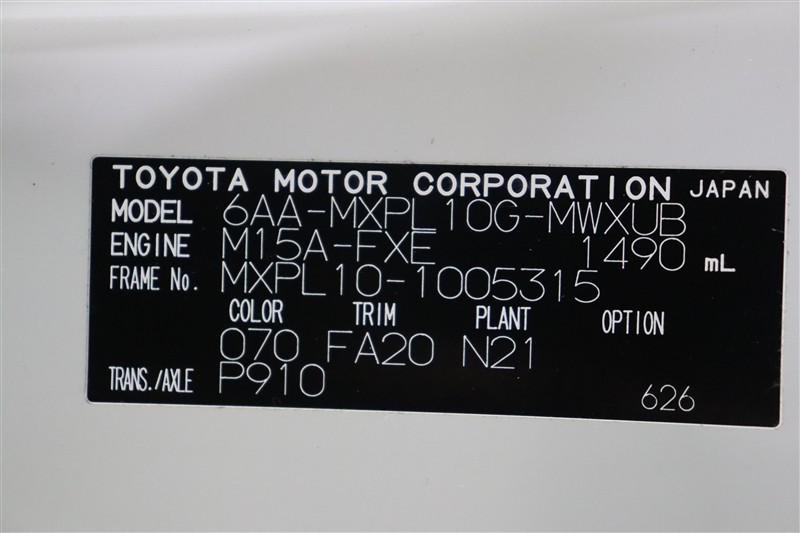 TOYOTA MOTOR CORPORATION JAPAN
MODEL 6AA-MXPL10G-MWXUB
ENGINE M15A-FXE 1490 mL
FRAME No. MXPL10-1005315
COLOR TRIM PLANT OPTION
070 FA20 N21
TRANS./AXLE P910
626